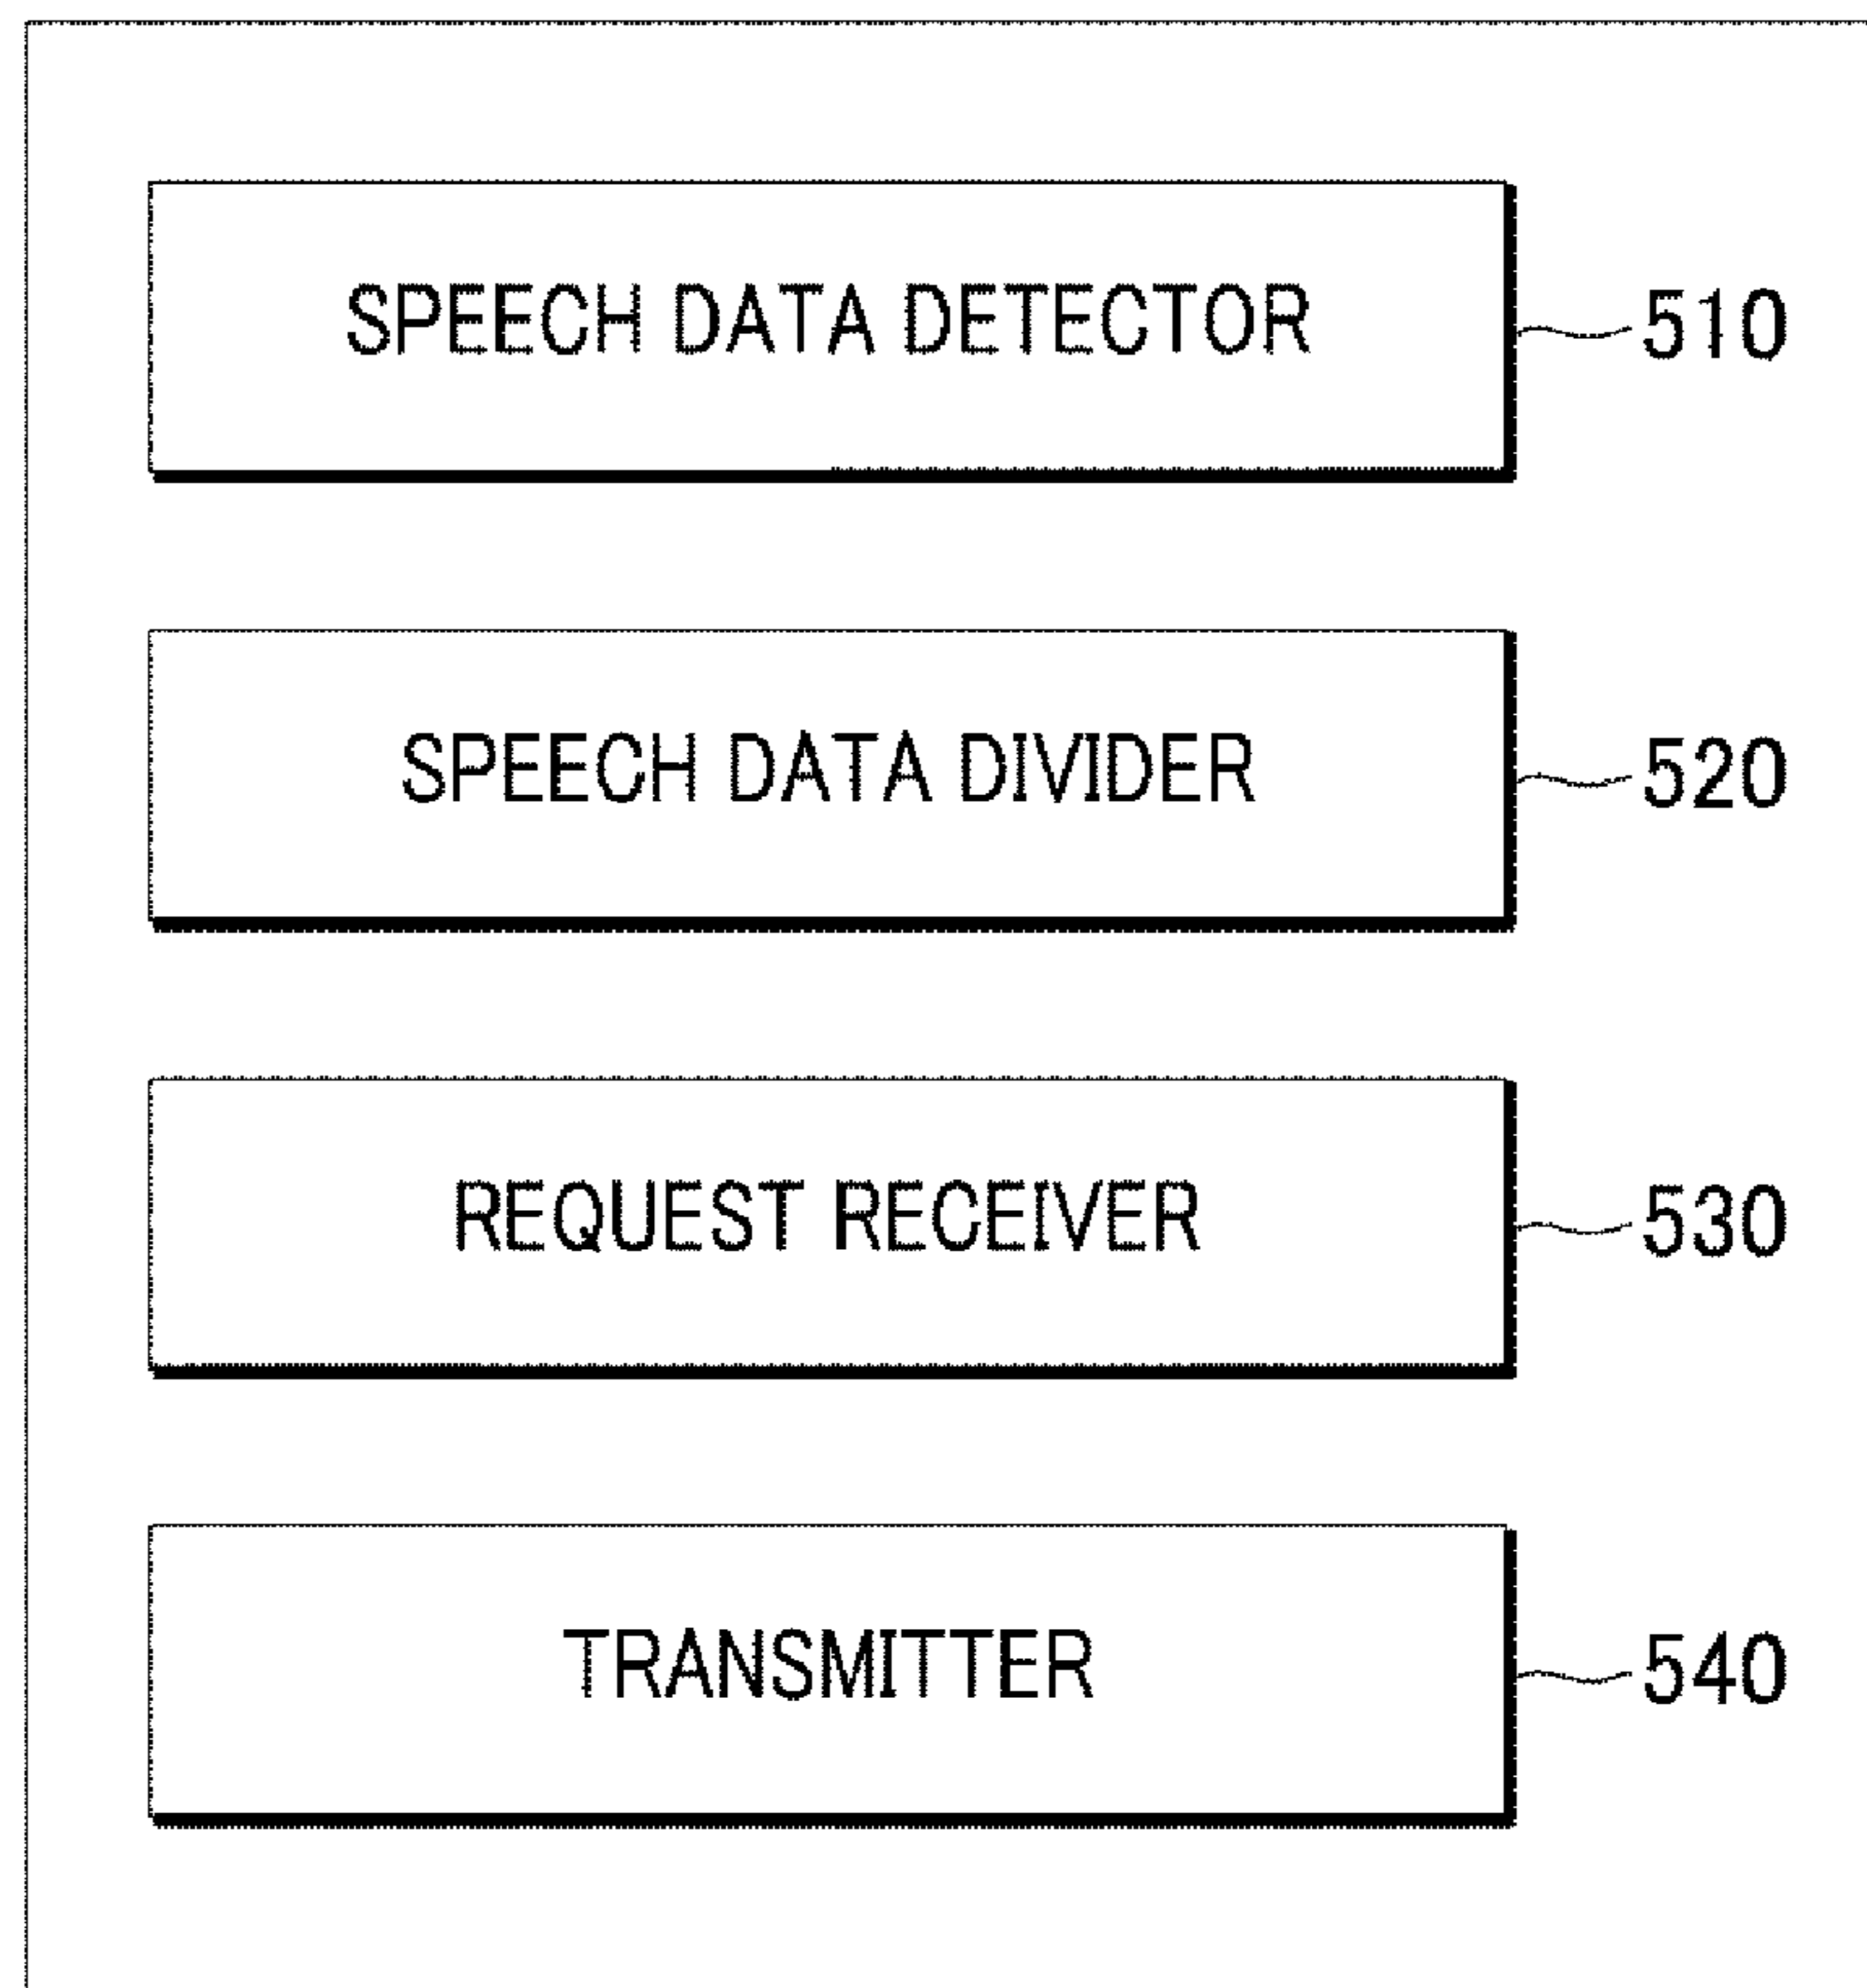 SPEECH DATA DETECTOR 510
SPEECH DATA DIVIDER 520
REQUEST RECEIVER 530
TRANSMITTER 540